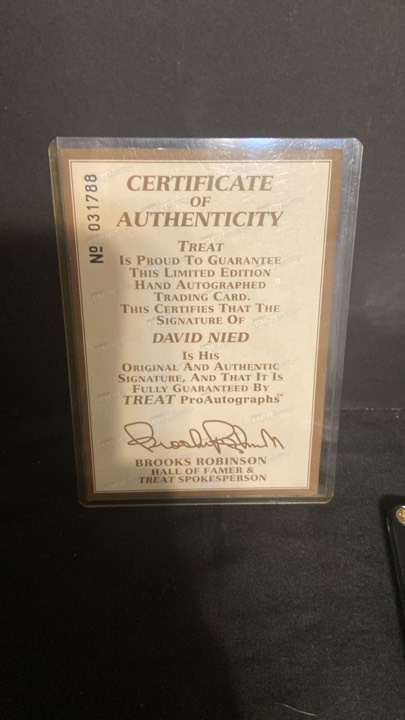 Nº 031788
CERTIFICATE
OF
AUTHENTICITY
TREAT
IS PROUD TO GUARANTEE
THIS LIMITED EDITION
HAND AUTOGRAPHED
TRADING CARD.
THIS CERTIFIES THAT THE
SIGNATURE OF
DAVID NIED
IS HIS
ORIGINAL AND AUTHENTIC
SIGNATURE, AND THAT IT IS
FULLY GUARANTEED BY
TREAT ProAutographs™
Brooks Robinson
BROOKS ROBINSON
HALL OF FAMER &
TREAT SPOKESPERSON